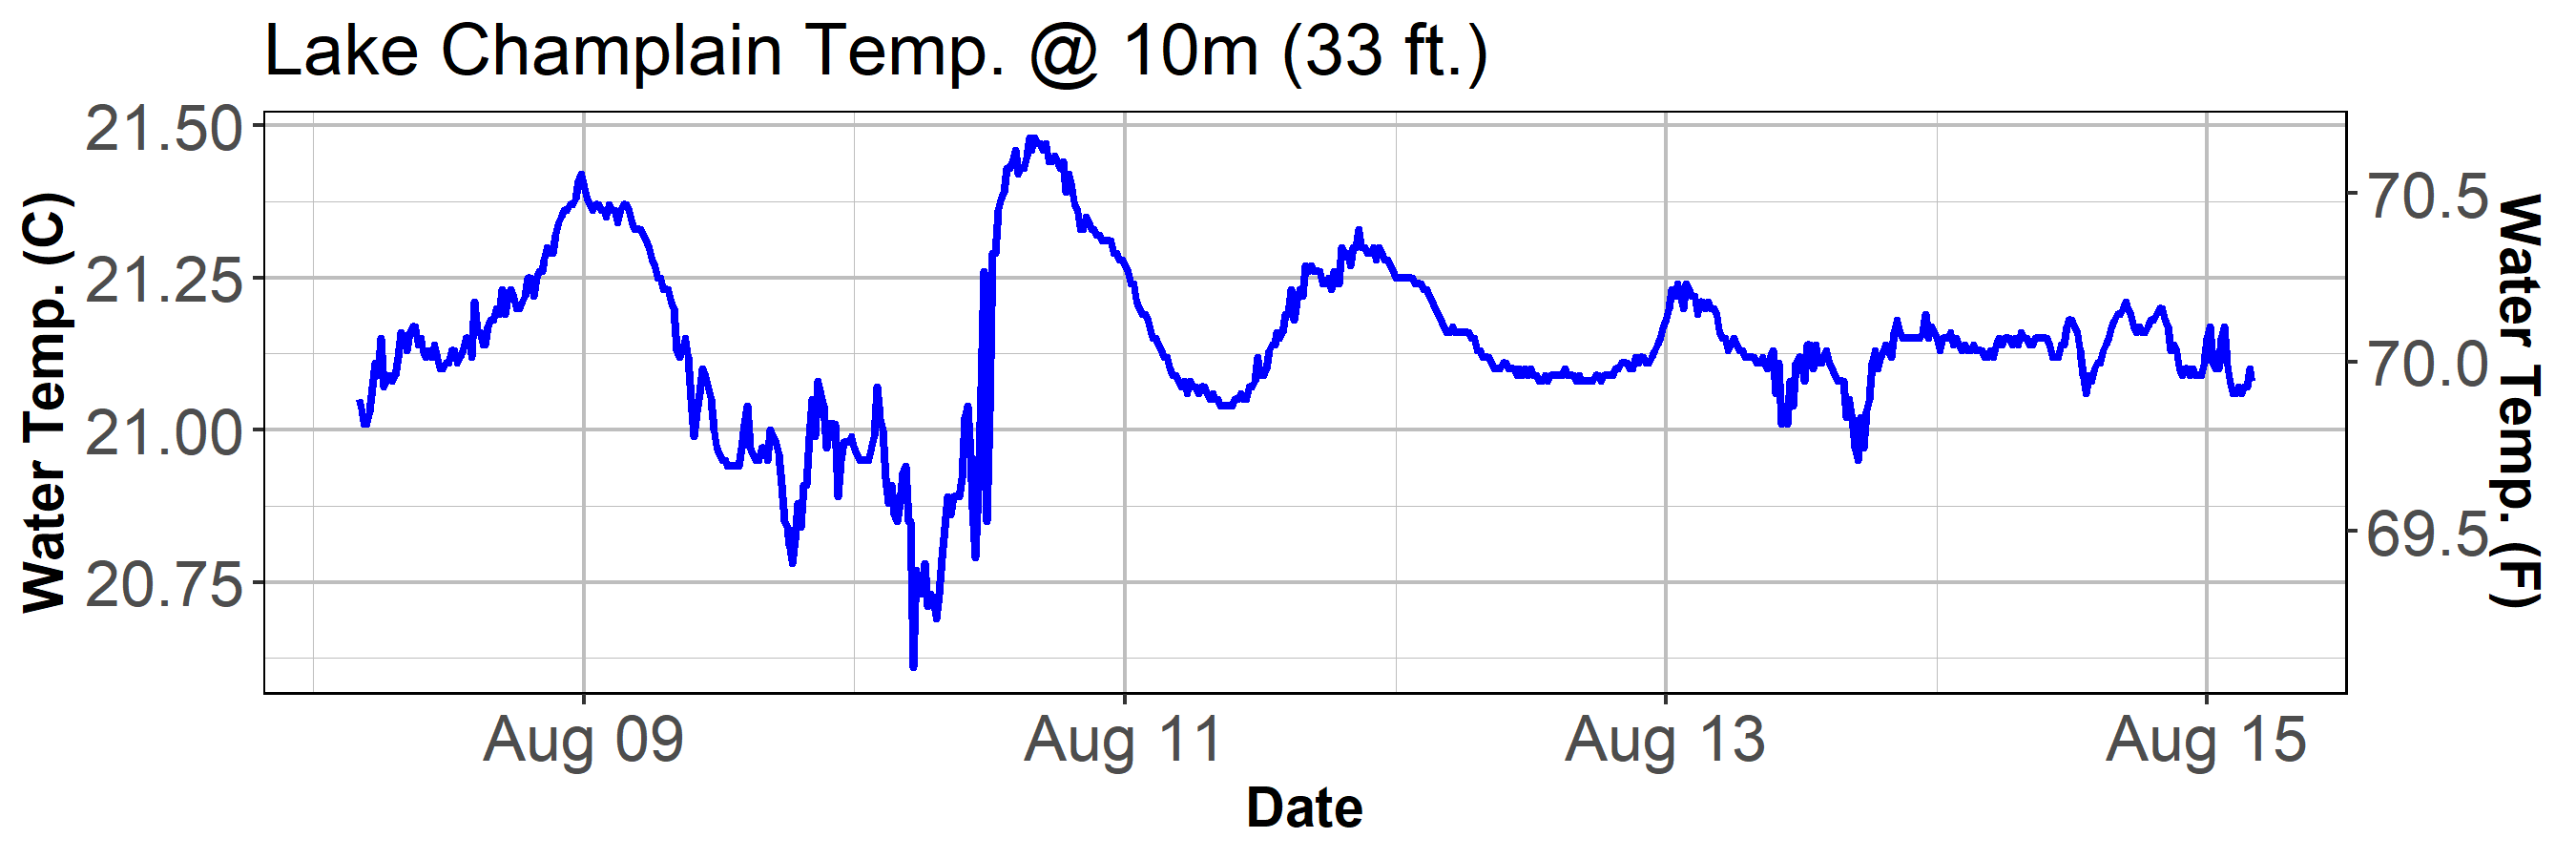 Lake Champlain Temp. @ 10m (33 ft.)
Water Temp. (C)
21.50
21.25
21.00
20.75
70.5
70.0
69.5
Water Temp. (F)
Aug 09 Aug 11 Aug 13 Aug 15
Date